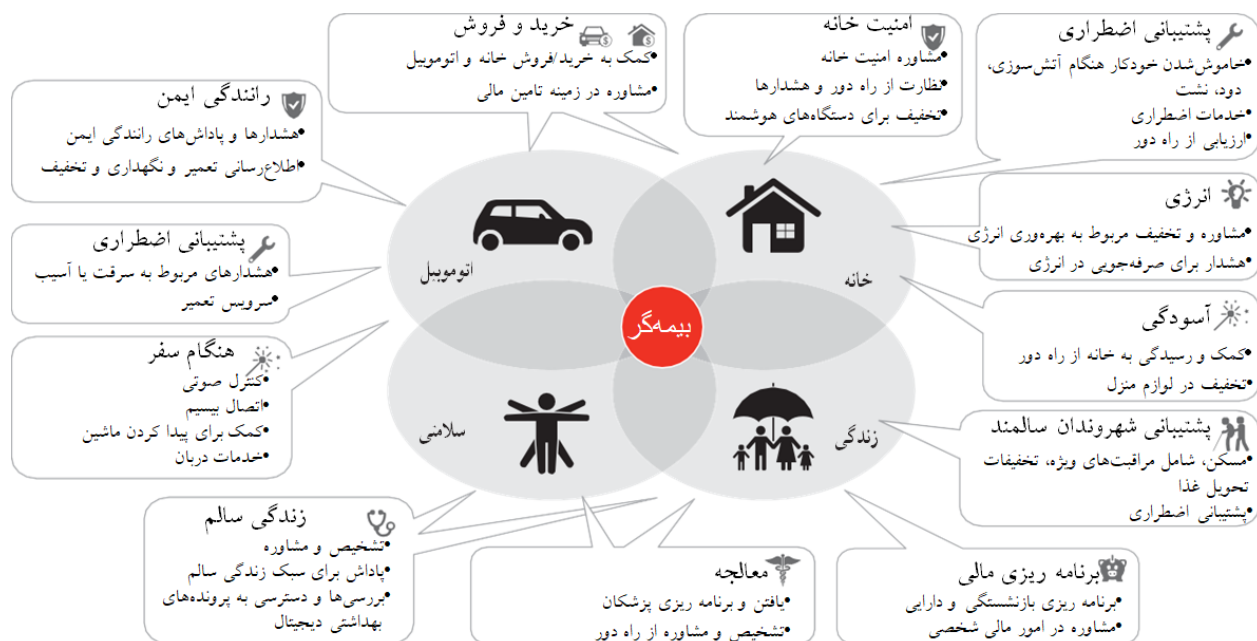 خرید و فروش
•کمک به خرید/فروش خانه و اتوموبیل
•مشاوره در زمینه تامین مالی
امنیت خانه
•مشاوره امنیت خانه
•نظارت از راه دور و هشدارها
•تخفیف برای دستگاه‌های هوشمند
پشتیبانی اضطراری
•خاموش‌شدن خودکار هنگام آتش‌سوزی،
دود، نشت
•خدمات اضطراری
•ارزیابی از راه دور
رانندگی ایمن
•هشدارها و پاداش‌های رانندگی ایمن
•اطلاع‌رسانی تعمیر و نگهداری و تخفیف
انرژی
•مشاوره و تخفیف مربوط به بهره‌وری انرژی
•هشدار برای صرفه‌جویی در انرژی
پشتیبانی اضطراری
•هشدارهای مربوط به سرقت یا آسیب
•سرویس تعمیر
اتوموبیل
خانه
بیمه‌گر
سلامتی
زندگی
آسودگی
•کمک و رسیدگی به خانه از راه دور
•تخفیف در لوازم منزل
هنگام سفر
•کنترل صوتی
•اتصال بیسیم
•کمک برای پیدا کردن ماشین
•خدمات دربان
پشتیبانی شهروندان سالمند
•مسکن، شامل مراقبت‌های ویژه، تخفیفات
تحویل غذا
•پشتیبانی اضطراری
زندگی سالم
•تشخیص و مشاوره
•پاداش برای سبک زندگی سالم
•بررسی‌ها و دسترسی به پرونده‌های
بهداشتی دیجیتال
معالجه
•یافتن و برنامه ریزی پزشکان
•تشخیص و مشاوره از راه دور
برنامه ریزی مالی
•برنامه ریزی بازنشستگی و دارایی
•مشاوره در امور مالی شخصی